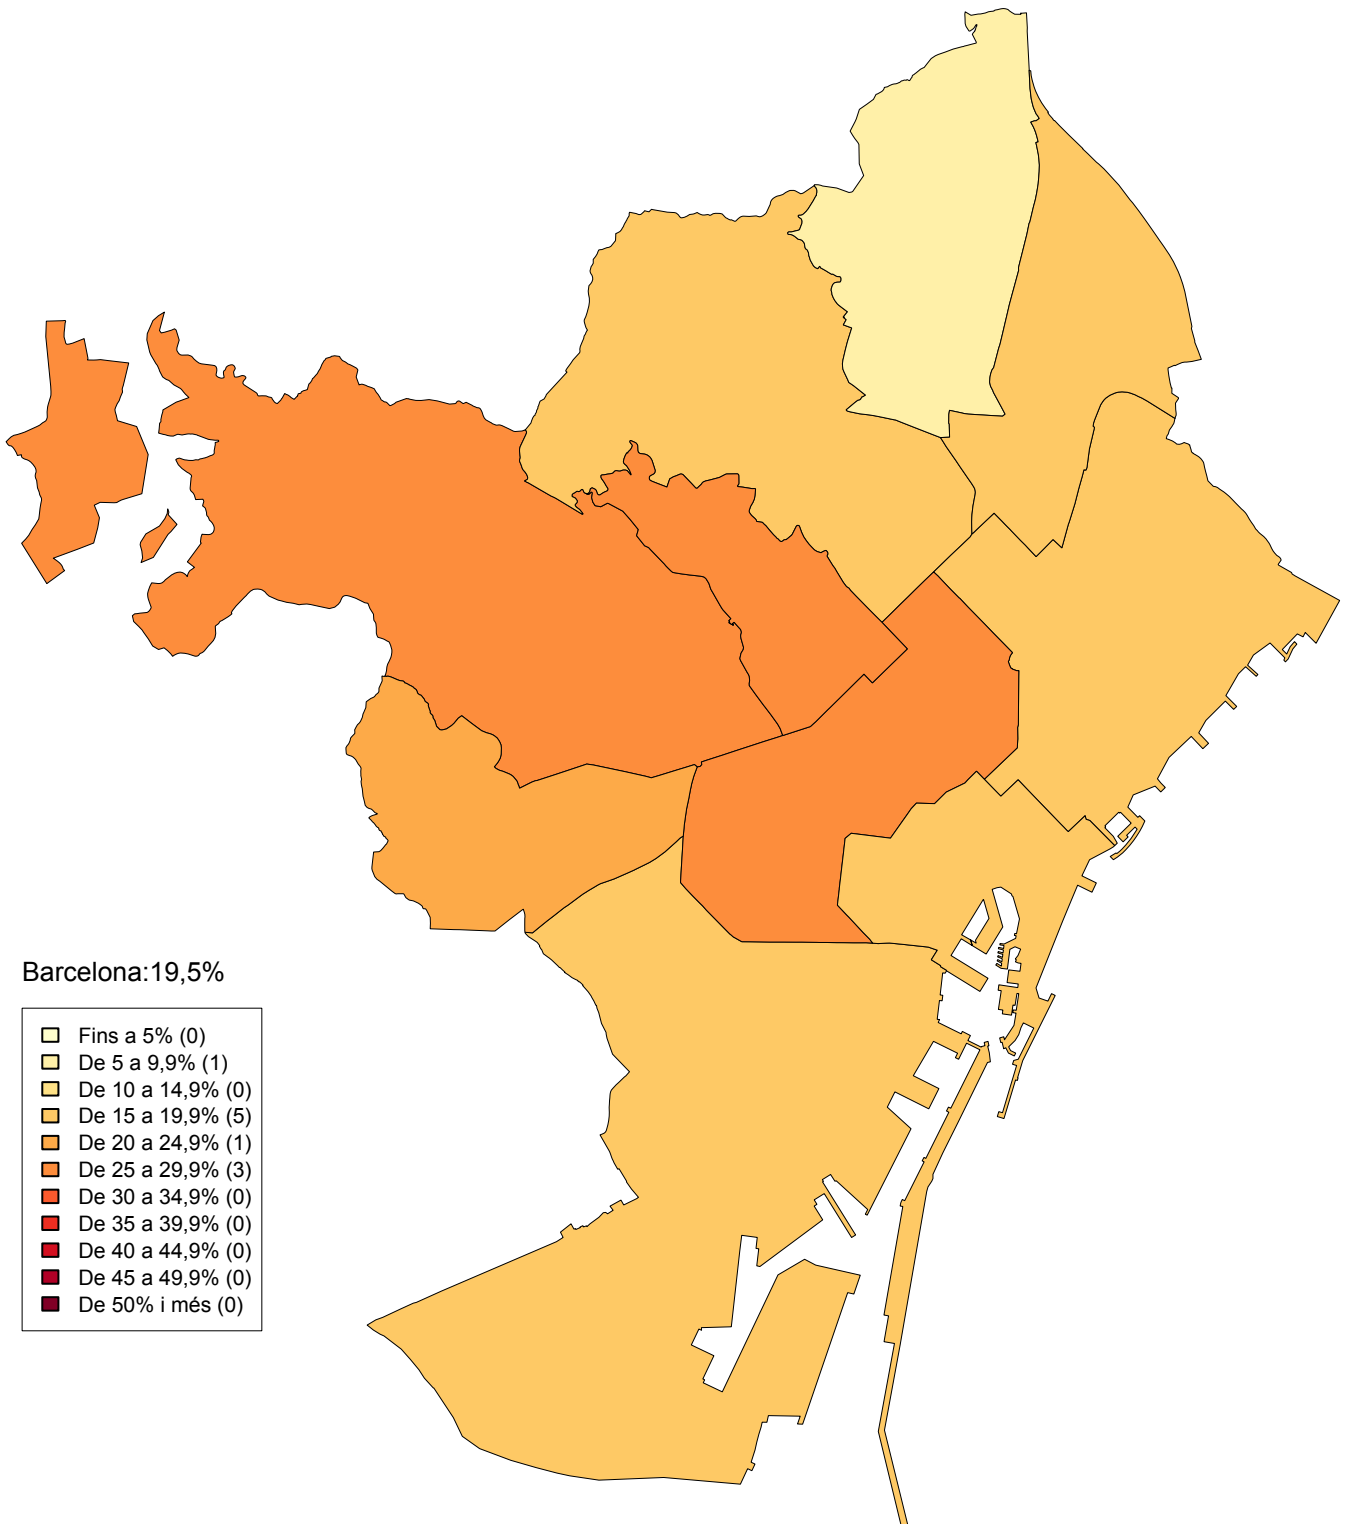 Barcelona:19,5%
Fins a 5% (0)
De 5 a 9,9% (1)
De 10 a 14,9% (0)
De 15 a 19,9% (5)
De 20 a 24,9% (1)
De 25 a 29,9% (3)
De 30 a 34,9% (0)
De 35 a 39,9% (0)
De 40 a 44,9% (0)
De 45 a 49,9% (0)
De 50% i més (0)